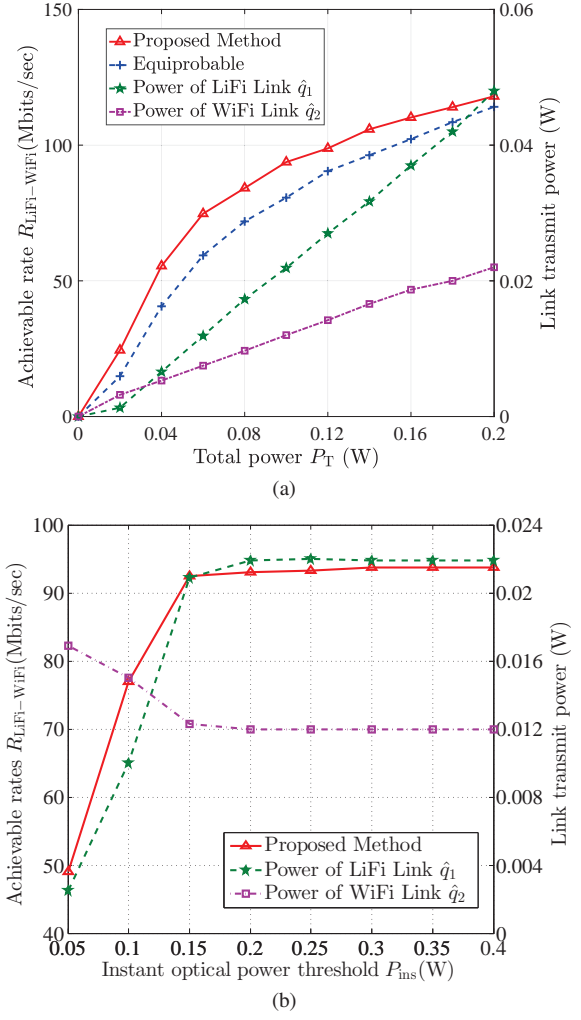 150
0.06
Proposed Method
Equiprobable
Power of LiFi Link q̂₁
Power of WiFi Link q̂₂
100
0.04
50
0.02
0
0
0
0.04
0.08
0.12
0.16
0.2
Achievable rate R_LiFi−WiFi(Mbits/sec)
Link transmit power (W)
Total power P_T (W)
(a)
100
0.024
90
0.02
80
0.016
70
0.012
60
0.008
50
0.004
40
0
Proposed Method
Power of LiFi Link q̂₁
Power of WiFi Link q̂₂
0.05
0.1
0.15
0.2
0.25
0.3
0.35
0.4
Achievable rates R_LiFi−WiFi(Mbits/sec)
Link transmit power (W)
Instant optical power threshold P_ins(W)
(b)